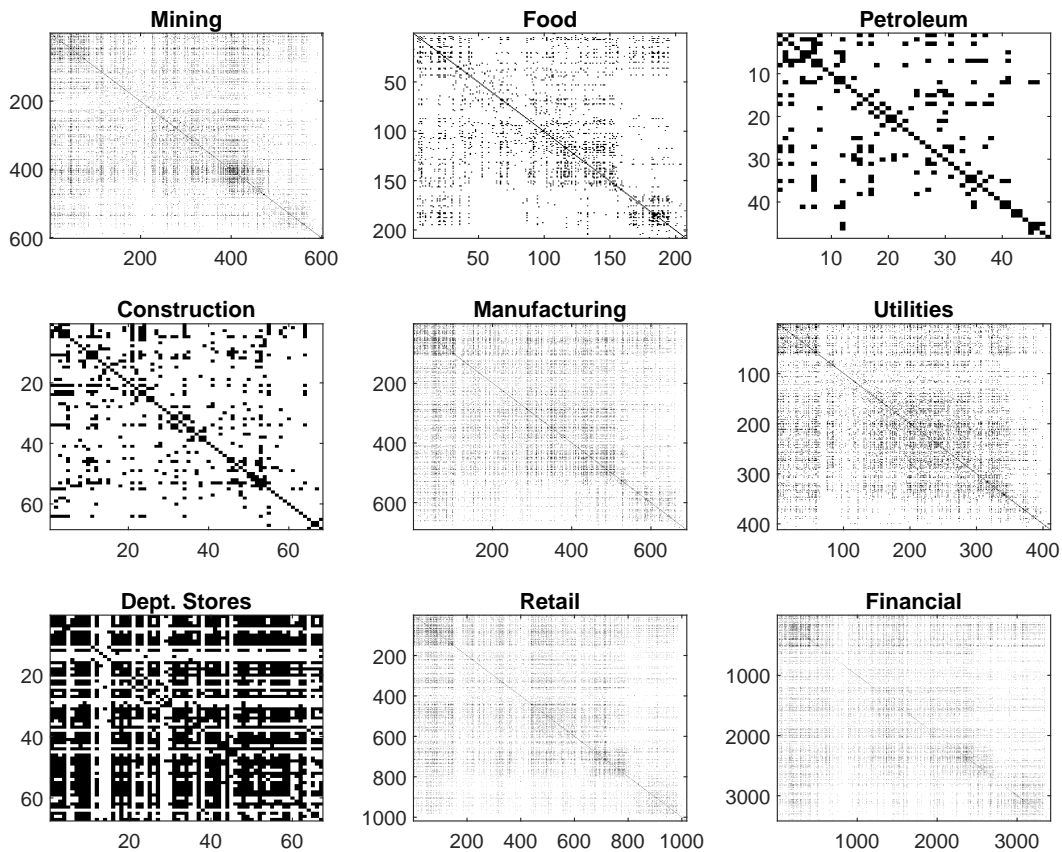 Mining Food Petroleum
200 400 600
200 400 600
50 100 150 200
50 100 150 200
10 20 30 40
10 20 30 40
Construction Manufacturing Utilities
20 40 60
20 40 60
200 400 600
200 400 600
100 200 300 400
100 200 300 400
Dept. Stores Retail Financial
20 40 60
20 40 60
200 400 600 800 1000
200 400 600 800 1000
1000 2000 3000
1000 2000 3000